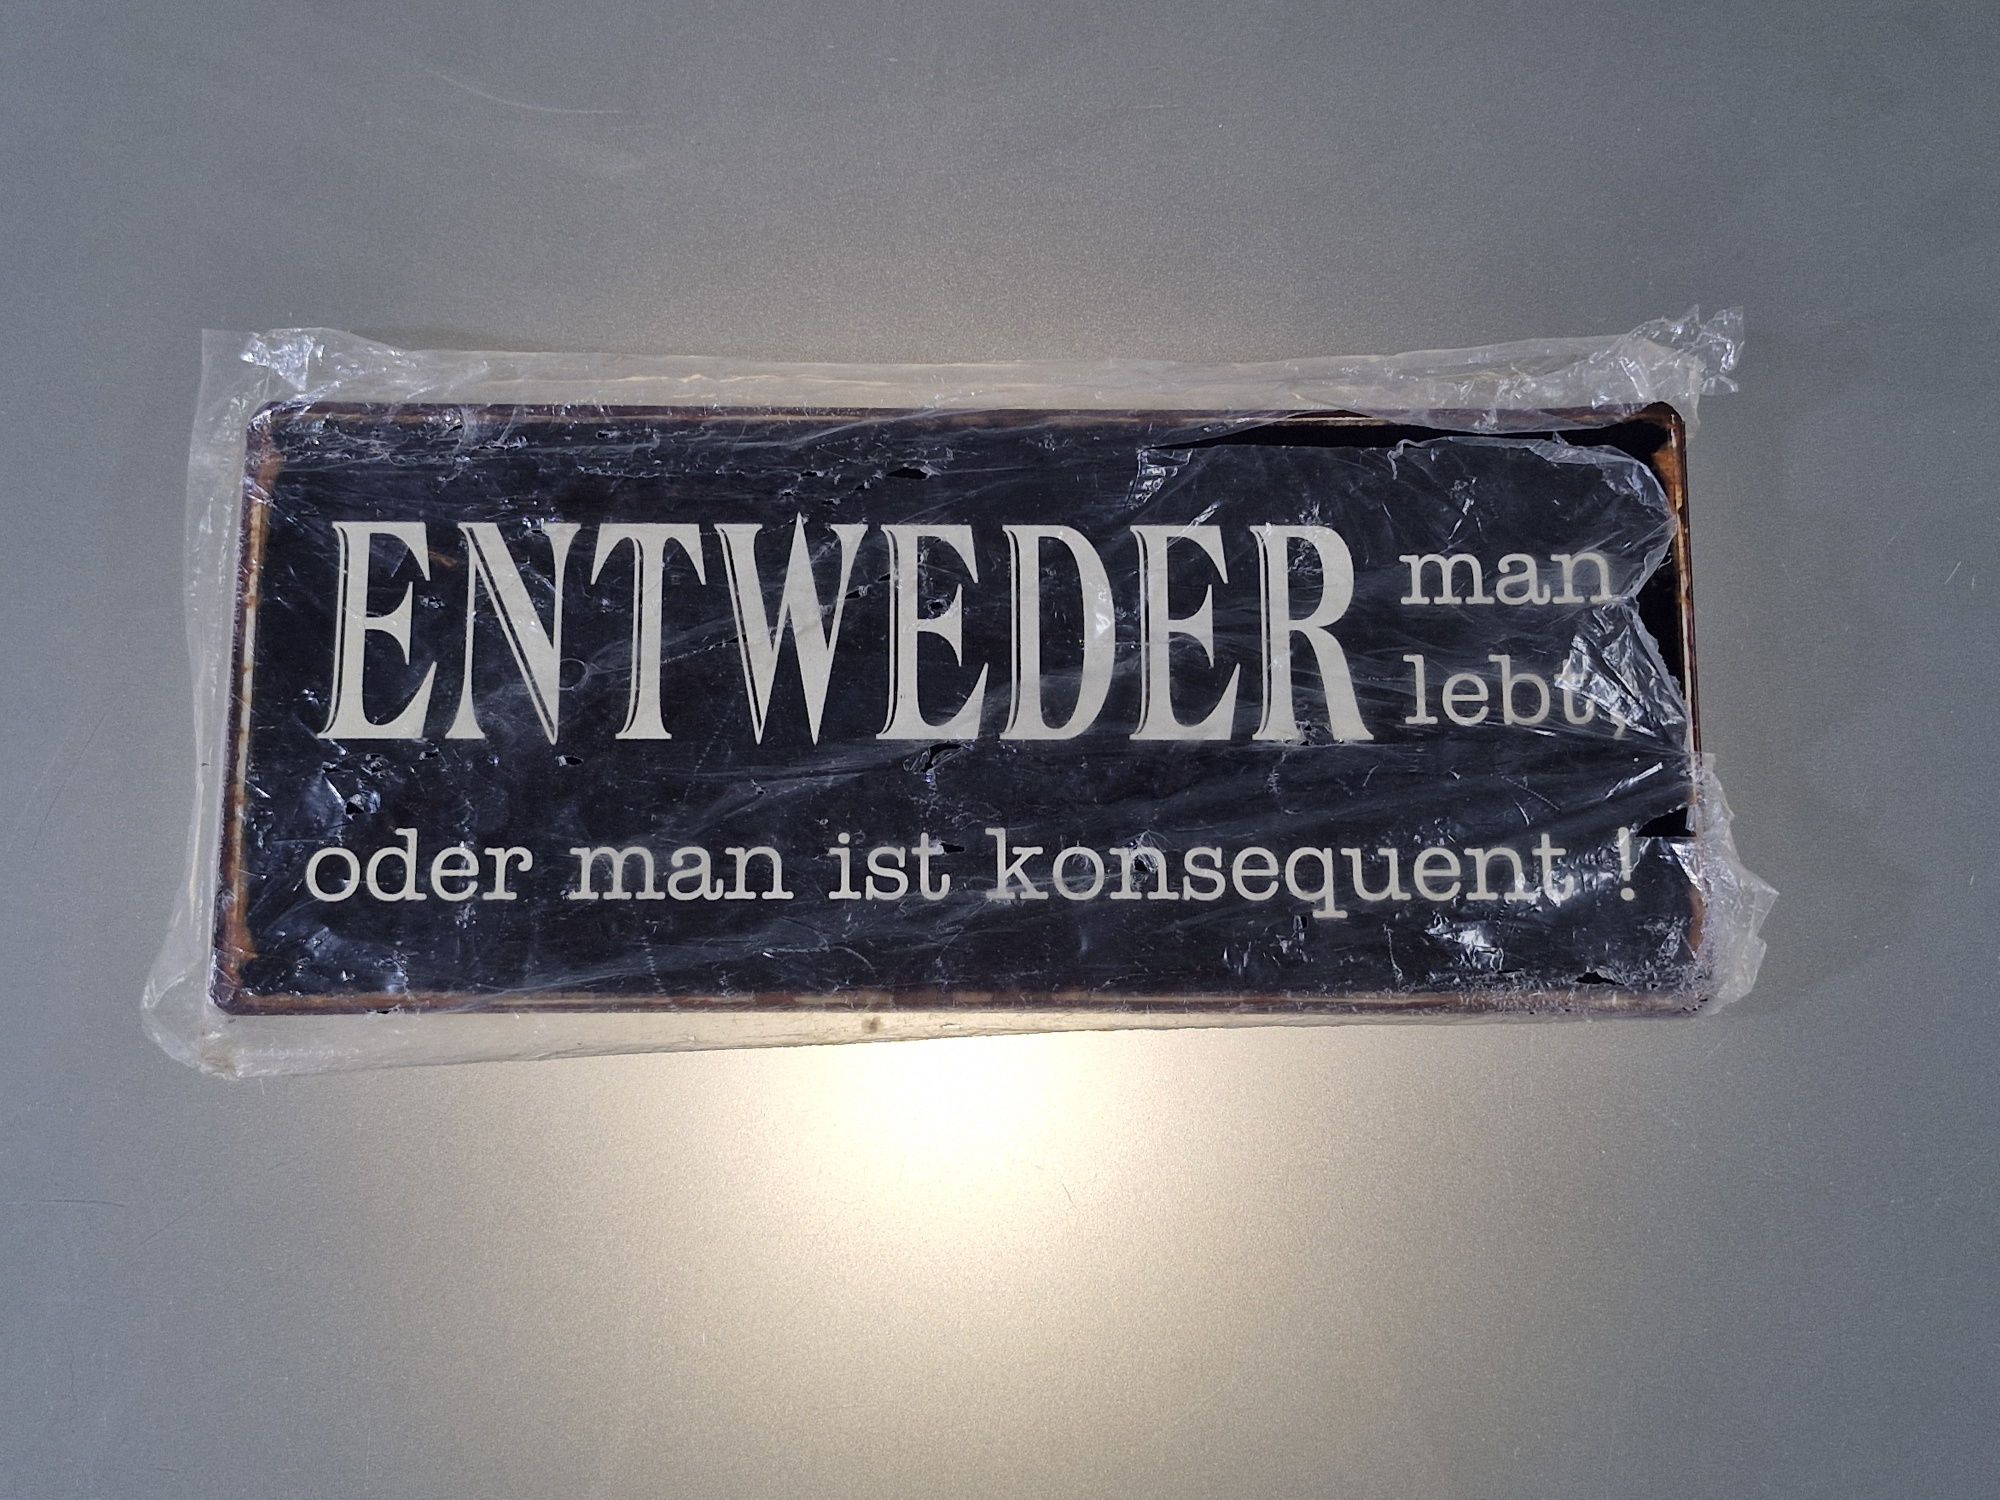 ENTWEDER man
lebt,
oder man ist konsequent !